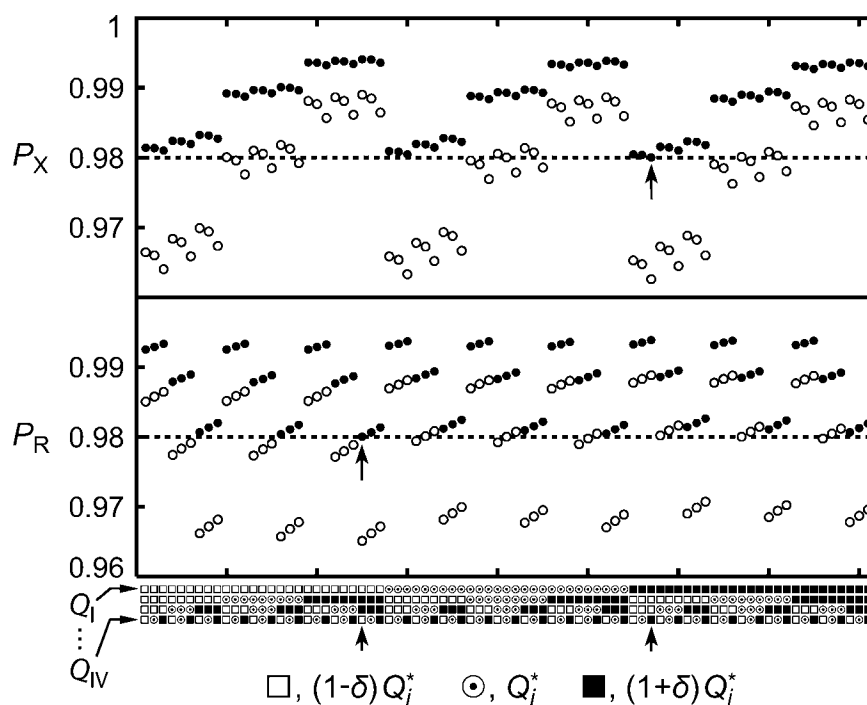 1
0.99
P_X 0.98
0.97
0.99
P_R 0.98
0.97
0.96
Q_I
⋮
Q_IV
□, (1-δ)Q_i^* ⊙, Q_i^* ■, (1+δ)Q_i^*